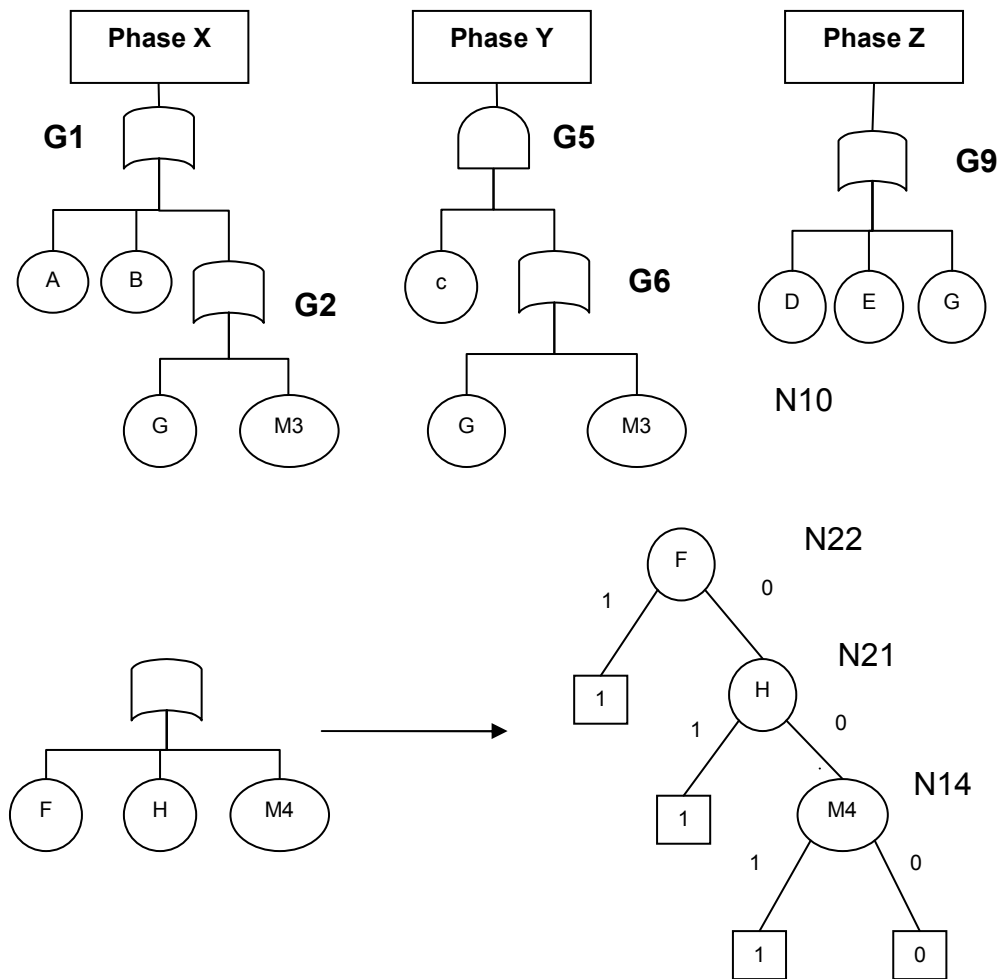 Phase X Phase Y Phase Z
G1 G5 G9
A B c D E G
G2 G6
G M3 G M3 N10
F N22
1 0
N21
1 H
1 0
F H M4 M4 N14
1
1 0
1 0